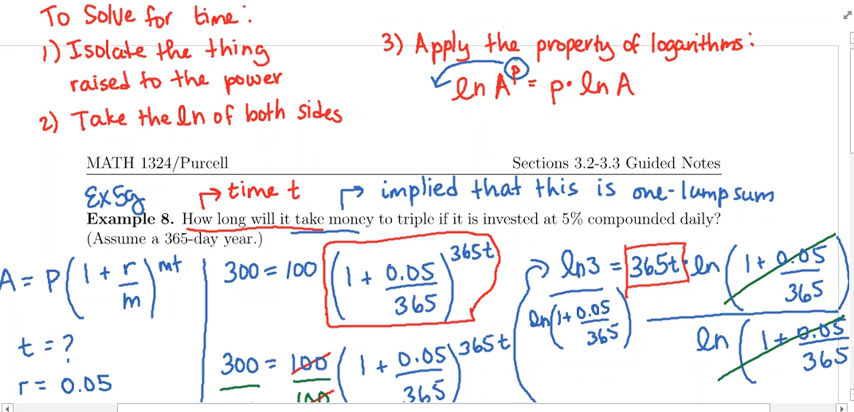 To Solve for time:
1) Isolate the thing
raised to the power
2) Take the ln of both sides
3) Apply the property of logarithms:
ln A^p = p · ln A
MATH 1324/Purcell Sections 3.2-3.3 Guided Notes
Ex5g → time t → implied that this is one-lump sum
Example 8. How long will it take money to triple if it is invested at 5% compounded daily?
(Assume a 365-day year.)
A = P(1 + r/m)^mt
t = ?
r = 0.05
300 = 100 (1 + 0.05/365)^365t
300 = 100 (1 + 0.05/365)^365t
100
ln3 = 365t · ln(1 + 0.05/365)
ln(1 + 0.05/365) ln(1 + 0.05/365)